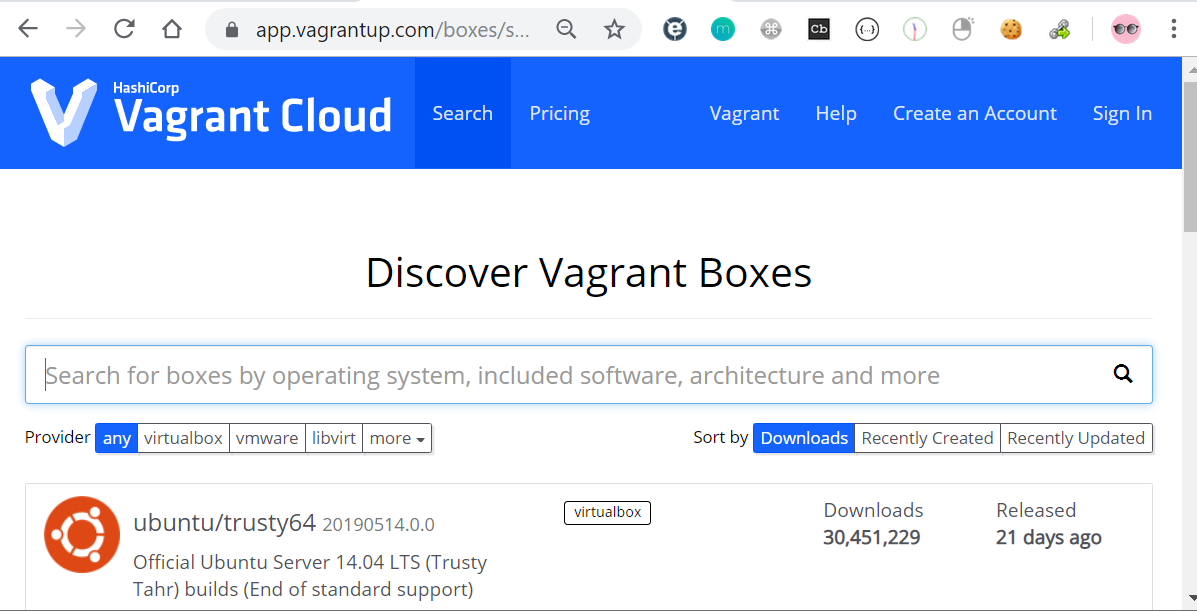 app.vagrantup.com/boxes/s...
m
Cb
{...}
HashiCorp
Vagrant Cloud
Search Pricing Vagrant Help Create an Account Sign In
Discover Vagrant Boxes
Search for boxes by operating system, included software, architecture and more
Provider any virtualbox vmware libvirt more Sort by Downloads Recently Created Recently Updated
ubuntu/trusty64 20190514.0.0 virtualbox Downloads Released
30,451,229 21 days ago
Official Ubuntu Server 14.04 LTS (Trusty
Tahr) builds (End of standard support)